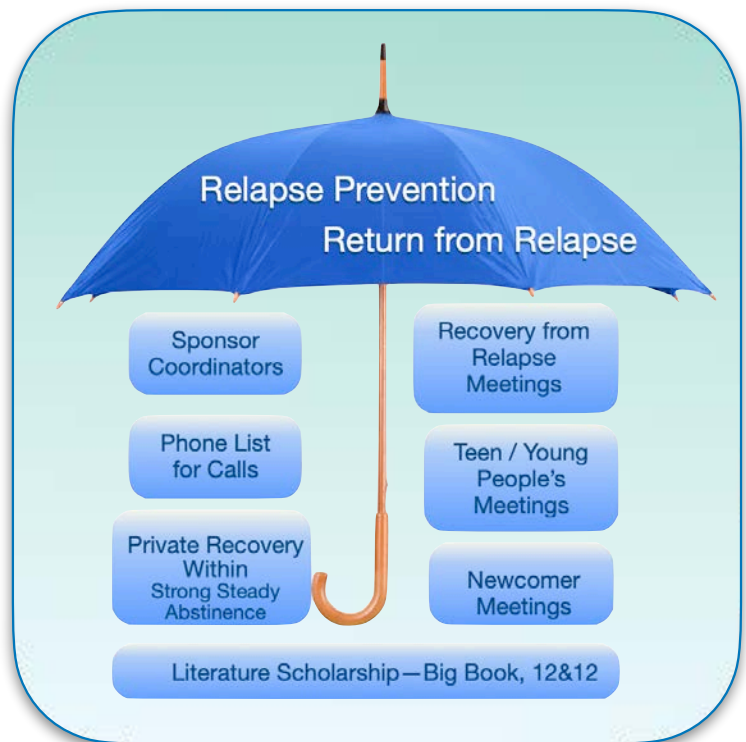 Relapse Prevention
Return from Relapse
Sponsor
Coordinators
Phone List
for Calls
Private Recovery
Within
Strong Steady
Abstinence
Recovery from
Relapse
Meetings
Teen / Young
People's
Meetings
Newcomer
Meetings
Literature Scholarship—Big Book, 12&12